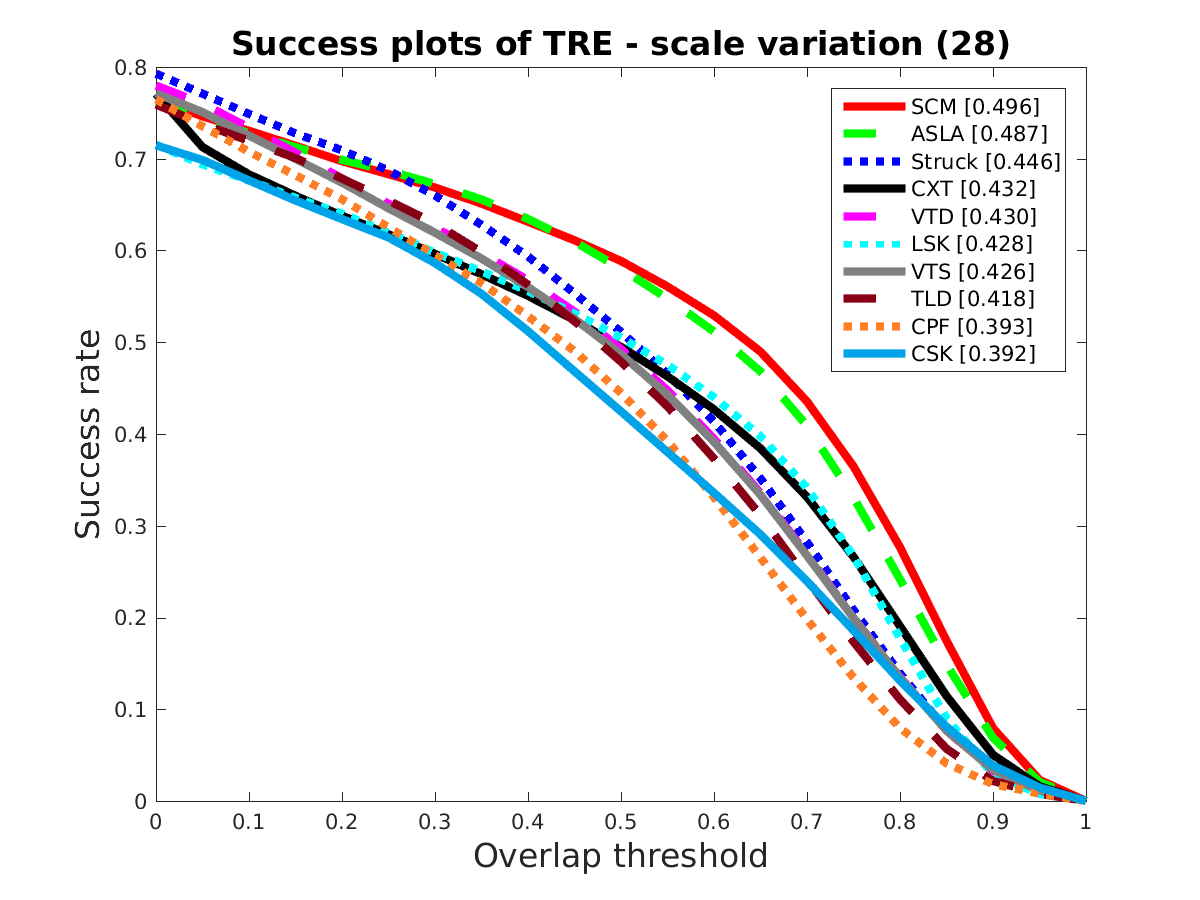 Success plots of TRE - scale variation (28)
0.8
0.7
0.6
0.5
0.4
0.3
0.2
0.1
0
Success rate
SCM [0.496]
ASLA [0.487]
Struck [0.446]
CXT [0.432]
VTD [0.430]
LSK [0.428]
VTS [0.426]
TLD [0.418]
CPF [0.393]
CSK [0.392]
0 0.1 0.2 0.3 0.4 0.5 0.6 0.7 0.8 0.9 1
Overlap threshold